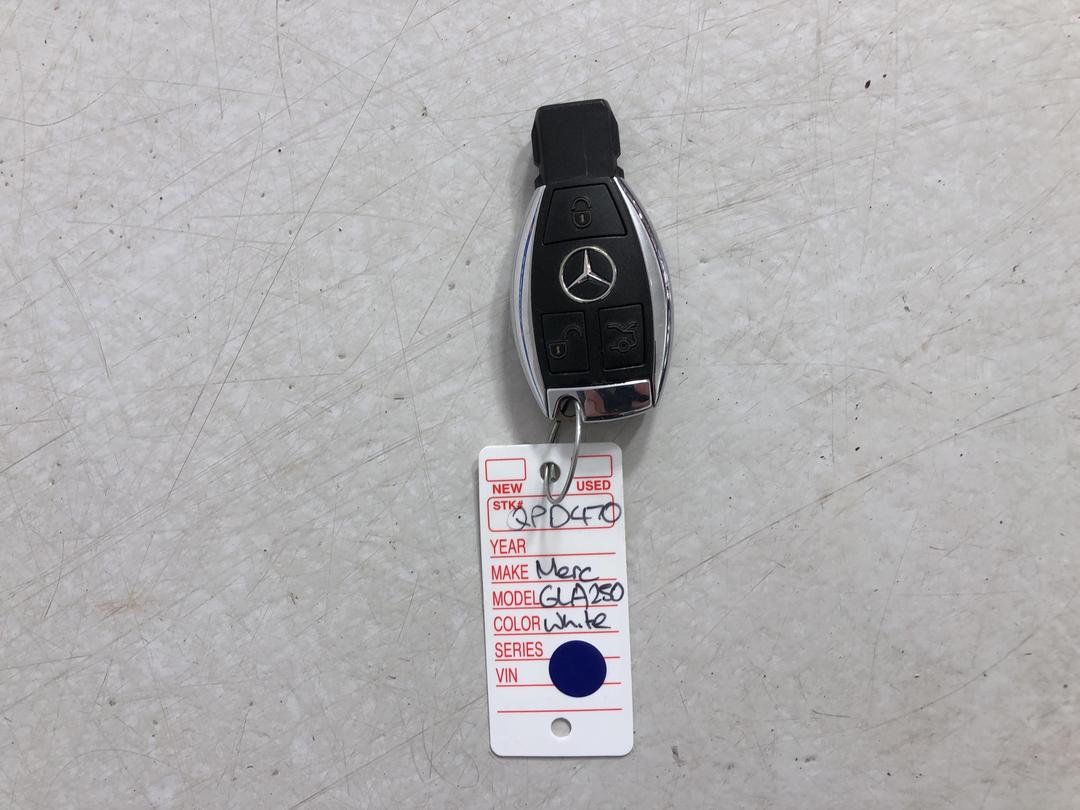 NEW USED
STK# 2PD470
YEAR
MAKE Merc
MODEL GLA250
COLOR White
SERIES
VIN